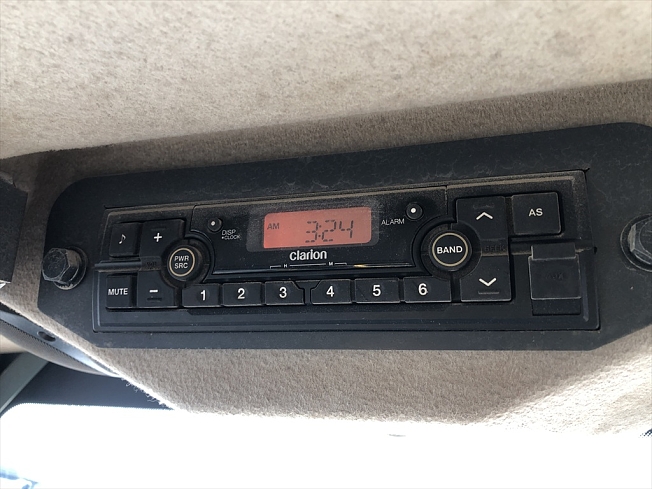 ♪ + DISP •CLOCK AM 3:24 ALARM ︿ AS
PWR SRC clarion BAND
MUTE − H M ﹀
1 2 3 4 5 6